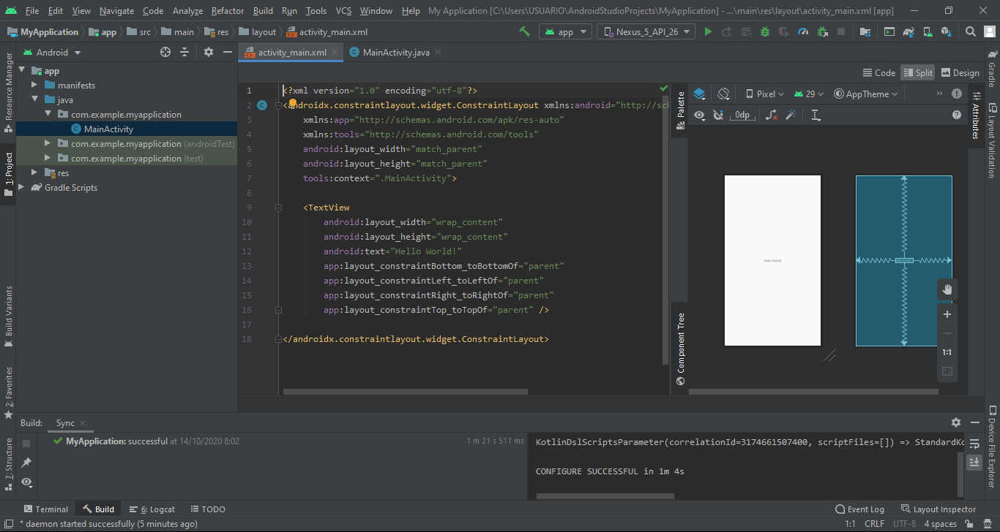 File Edit View Navigate Code Analyze Refactor Build Run Tools VCS Window Help My Application [C:\Users\USUARIO\AndroidStudioProjects\MyApplication] - ...\main\res\layout\activity_main.xml [app]
MyApplication app src main res layout activity_main.xml app Nexus_5_API_26
Android activity_main.xml MainActivity.java
Code Split Design
Resource Manager
1: Project
Build Variants
2: Favorites
7: Structure
app
manifests
java
com.example.myapplication
MainActivity
com.example.myapplication (androidTest)
com.example.myapplication (test)
res
Gradle Scripts
1 <?xml version="1.0" encoding="utf-8"?>
2 <androidx.constraintlayout.widget.ConstraintLayout xmlns:android="http://sc
3 xmlns:app="http://schemas.android.com/apk/res-auto"
4 xmlns:tools="http://schemas.android.com/tools"
5 android:layout_width="match_parent"
6 android:layout_height="match_parent"
7 tools:context=".MainActivity">
8
9 <TextView
10 android:layout_width="wrap_content"
11 android:layout_height="wrap_content"
12 android:text="Hello World!"
13 app:layout_constraintBottom_toBottomOf="parent"
14 app:layout_constraintLeft_toLeftOf="parent"
15 app:layout_constraintRight_toRightOf="parent"
16 app:layout_constraintTop_toTopOf="parent" />
17
18 </androidx.constraintlayout.widget.ConstraintLayout>
Palette
Component Tree
Pixel 29 AppTheme
0dp
Hello World!
1:1
Attributes
Gradle
Layout Validation
Device File Explorer
Build: Sync
MyApplication: successful at 14/10/2020 8:02 1 m 21 s 511 ms
KotlinDslScriptsParameter(correlationId=3174661507400, scriptFiles=[]) => StandardKo
CONFIGURE SUCCESSFUL in 1m 4s
Terminal Build 6: Logcat TODO Event Log Layout Inspector
* daemon started successfully (5 minutes ago) 1:1 CRLF UTF-8 4 spaces